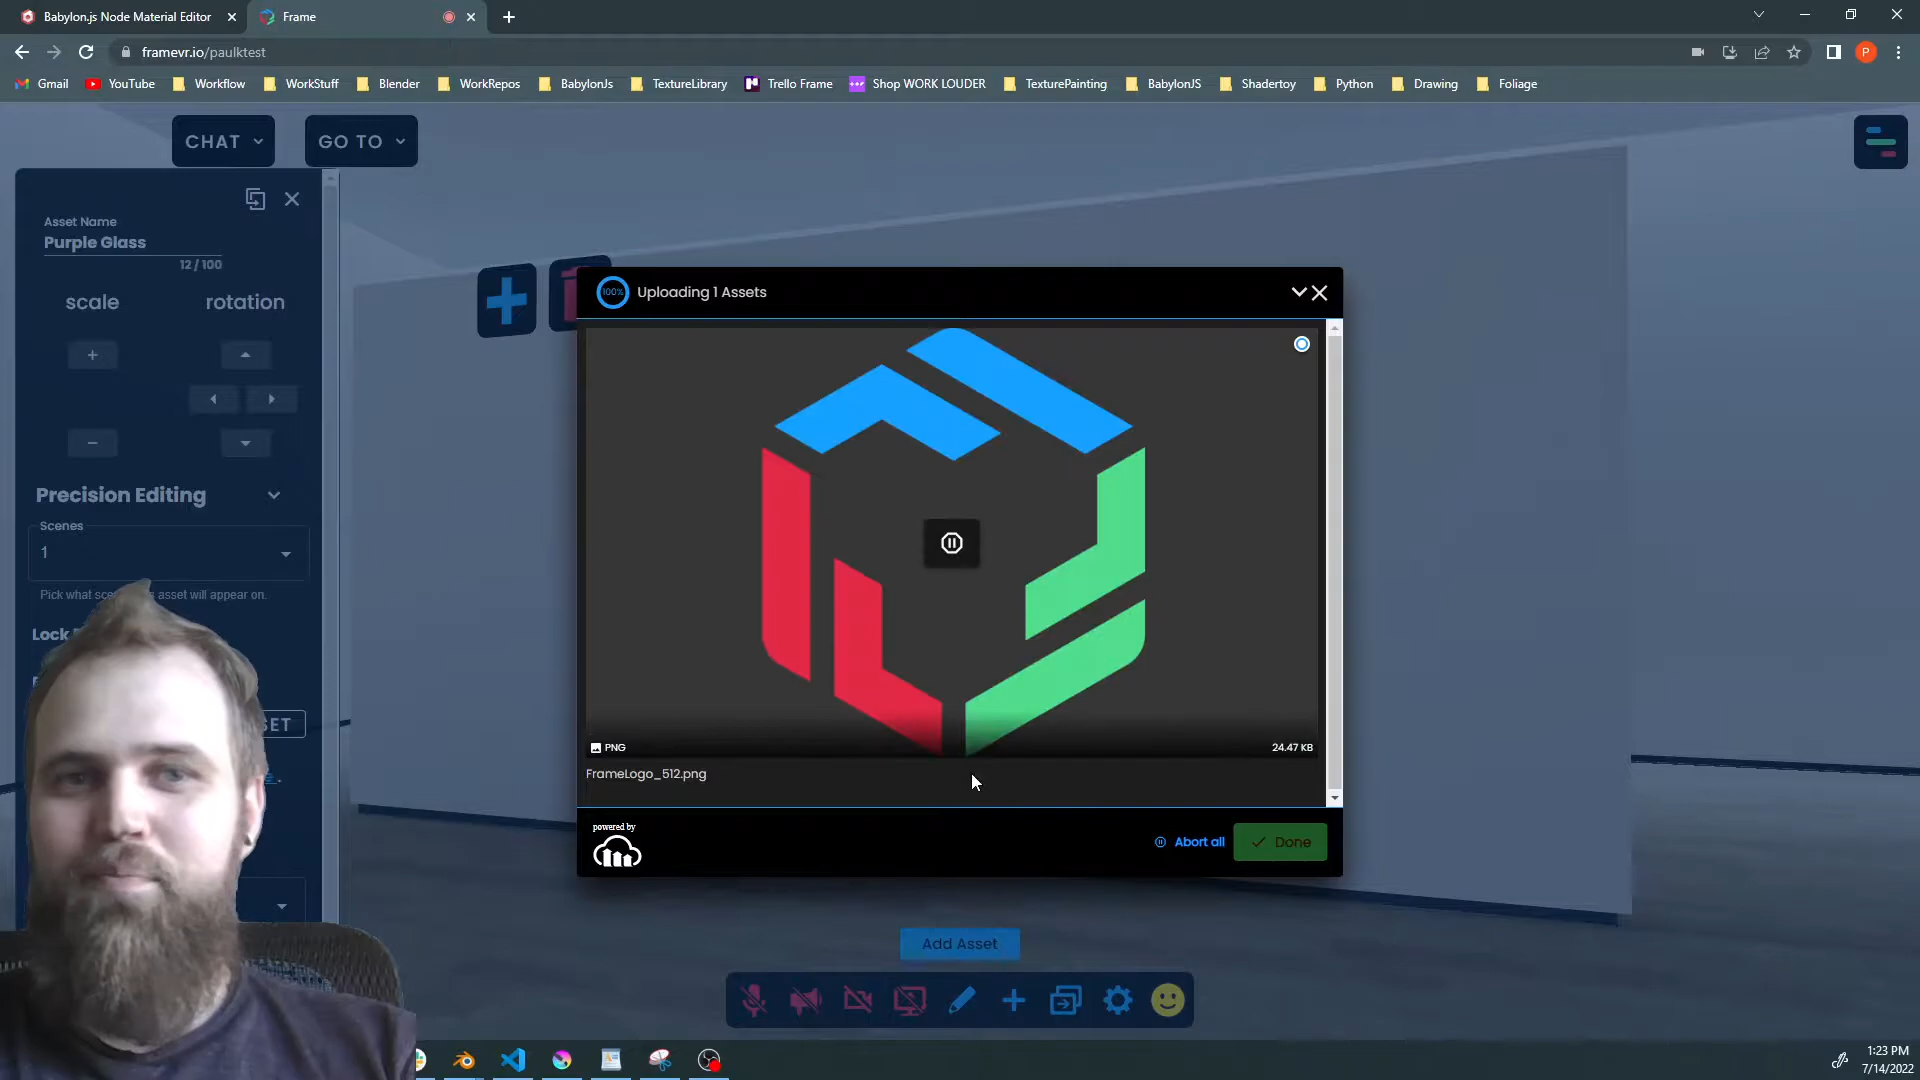 Babylon.js Node Material Editor
Frame
framevr.io/paulktest
P
Gmail
YouTube
Workflow
WorkStuff
Blender
WorkRepos
BabylonJs
TextureLibrary
Trello Frame
Shop WORK LOUDER
TexturePainting
BabylonJS
Shadertoy
Python
Drawing
Foliage
CHAT
GO TO
Asset Name
Purple Glass
12 / 100
scale
rotation
Precision Editing
Scenes
1
Pick what
asset will appear on.
Lock
100%
Uploading 1 Assets
PNG
24.47 KB
FrameLogo_512.png
powered by
Abort all
Done
Add Asset
1:23 PM
7/14/2022